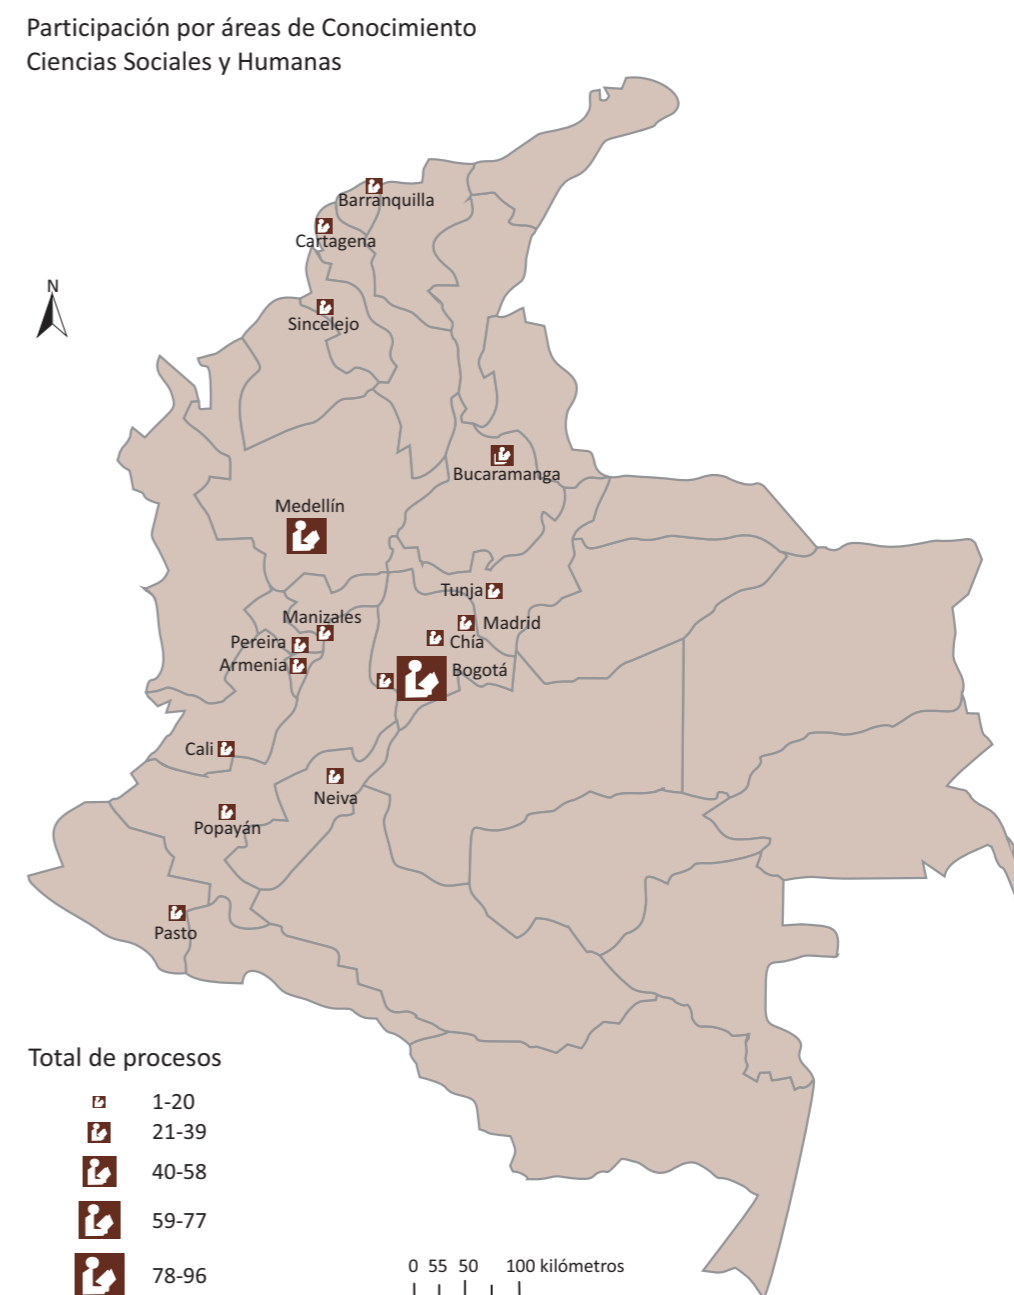 Participación por áreas de Conocimiento
Ciencias Sociales y Humanas
Barranquilla
Cartagena
N
Sincelejo
Bucaramanga
Medellín
Tunja
Manizales
Madrid
Pereira
Chía
Armenia
Bogotá
Cali
Neiva
Popayán
Pasto
Total de procesos
1-20
21-39
40-58
59-77
78-96
0 55 50 100 kilómetros